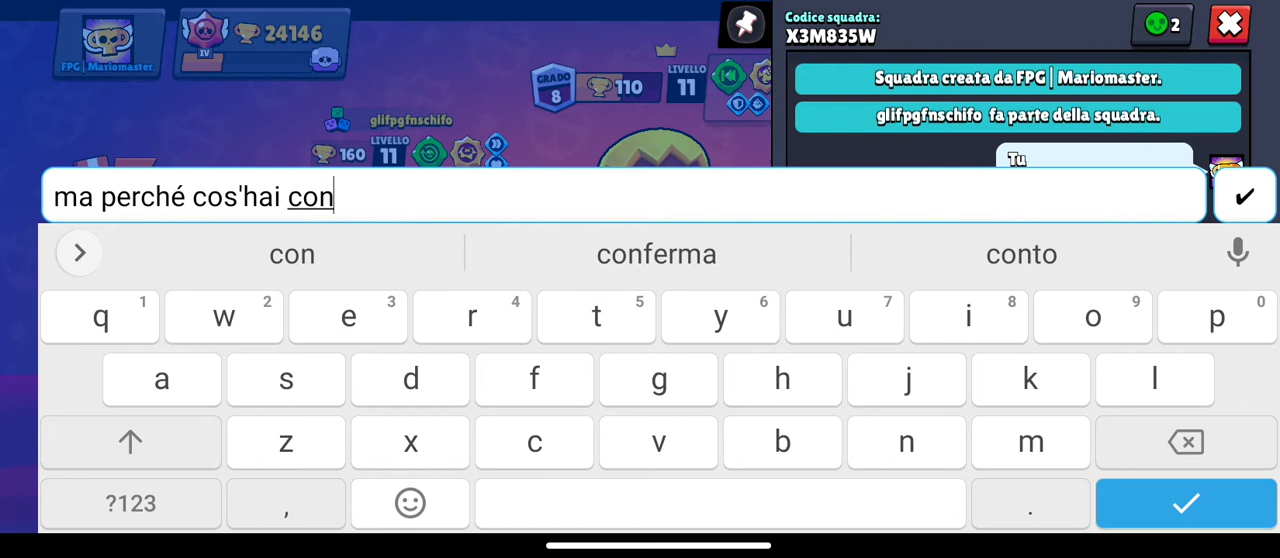 FPG | Mariomaster
IV
24146
GRADO
8
110
LIVELLO
11
glifpgfnschifo
160
LIVELLO
11
Codice squadra:
X3M835W
2
Squadra creata da FPG | Mariomaster.
glifpgfnschifo fa parte della squadra.
Tu
ma perché cos'hai con
con conferma conto
q 1 w 2 e 3 r 4 t 5 y 6 u 7 i 8 o 9 p 0
a s d f g h j k l
z x c v b n m
?123 , .